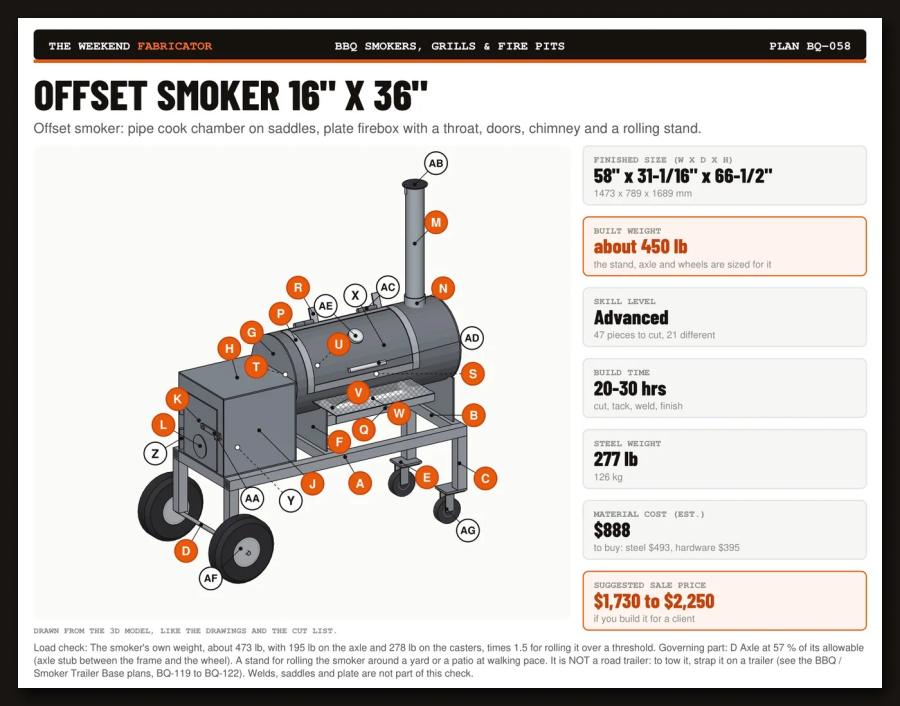 THE WEEKEND FABRICATOR
BBQ SMOKERS, GRILLS & FIRE PITS
PLAN BQ-058
OFFSET SMOKER 16" X 36"
Offset smoker: pipe cook chamber on saddles, plate firebox with a throat, doors, chimney and a rolling stand.
AB
M
R
AE
X
AC
N
P
G
U
AD
H
T
S
K
V
L
W
B
Q
F
Z
J
A
E
C
AA
Y
AG
D
AF
FINISHED SIZE (W X D X H)
58" x 31-1/16" x 66-1/2"
1473 x 789 x 1689 mm
BUILT WEIGHT
about 450 lb
the stand, axle and wheels are sized for it
SKILL LEVEL
Advanced
47 pieces to cut, 21 different
BUILD TIME
20-30 hrs
cut, tack, weld, finish
STEEL WEIGHT
277 lb
126 kg
MATERIAL COST (EST.)
$888
to buy: steel $493, hardware $395
SUGGESTED SALE PRICE
$1,730 to $2,250
if you build it for a client
DRAWN FROM THE 3D MODEL, LIKE THE DRAWINGS AND THE CUT LIST.
Load check: The smoker's own weight, about 473 lb, with 195 lb on the axle and 278 lb on the casters, times 1.5 for rolling it over a threshold. Governing part: D Axle at 57 % of its allowable
(axle stub between the frame and the wheel). A stand for rolling the smoker around a yard or a patio at walking pace. It is NOT a road trailer: to tow it, strap it on a trailer (see the BBQ /
Smoker Trailer Base plans, BQ-119 to BQ-122). Welds, saddles and plate are not part of this check.